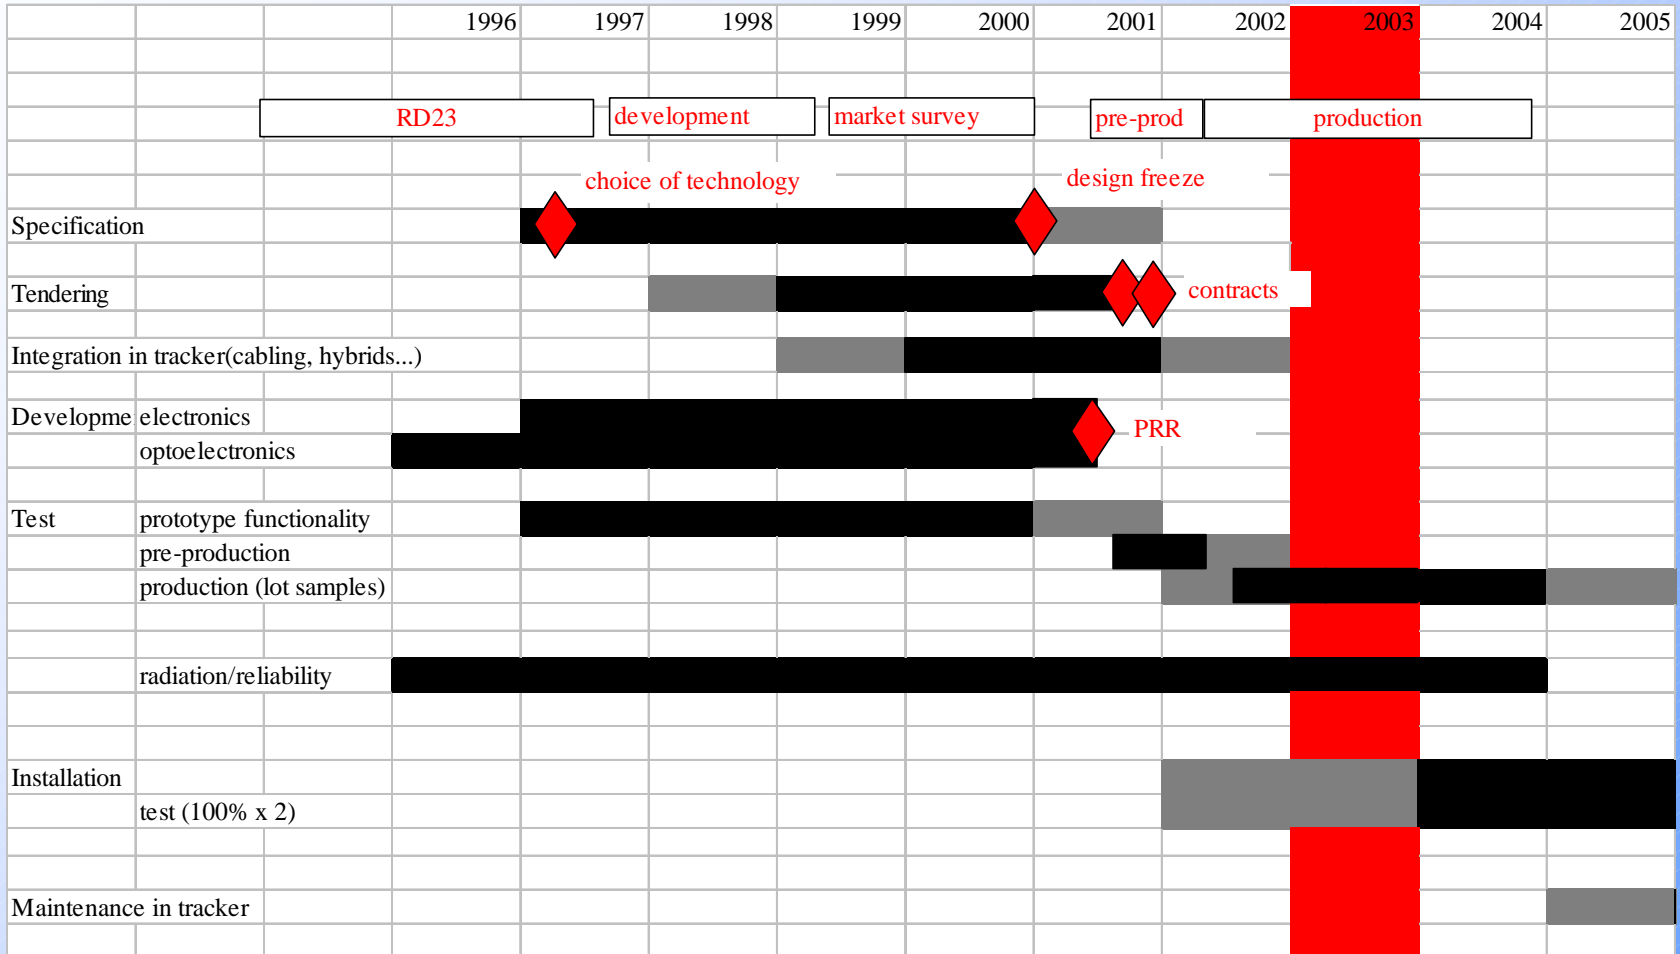 1996 1997 1998 1999 2000 2001 2002 2003 2004 2005
RD23 development market survey pre-prod production
choice of technology design freeze
Specification
Tendering contracts
Integration in tracker(cabling, hybrids...)
Developme electronics PRR
optoelectronics
Test prototype functionality
pre-production
production (lot samples)
radiation/reliability
Installation
test (100% x 2)
Maintenance in tracker